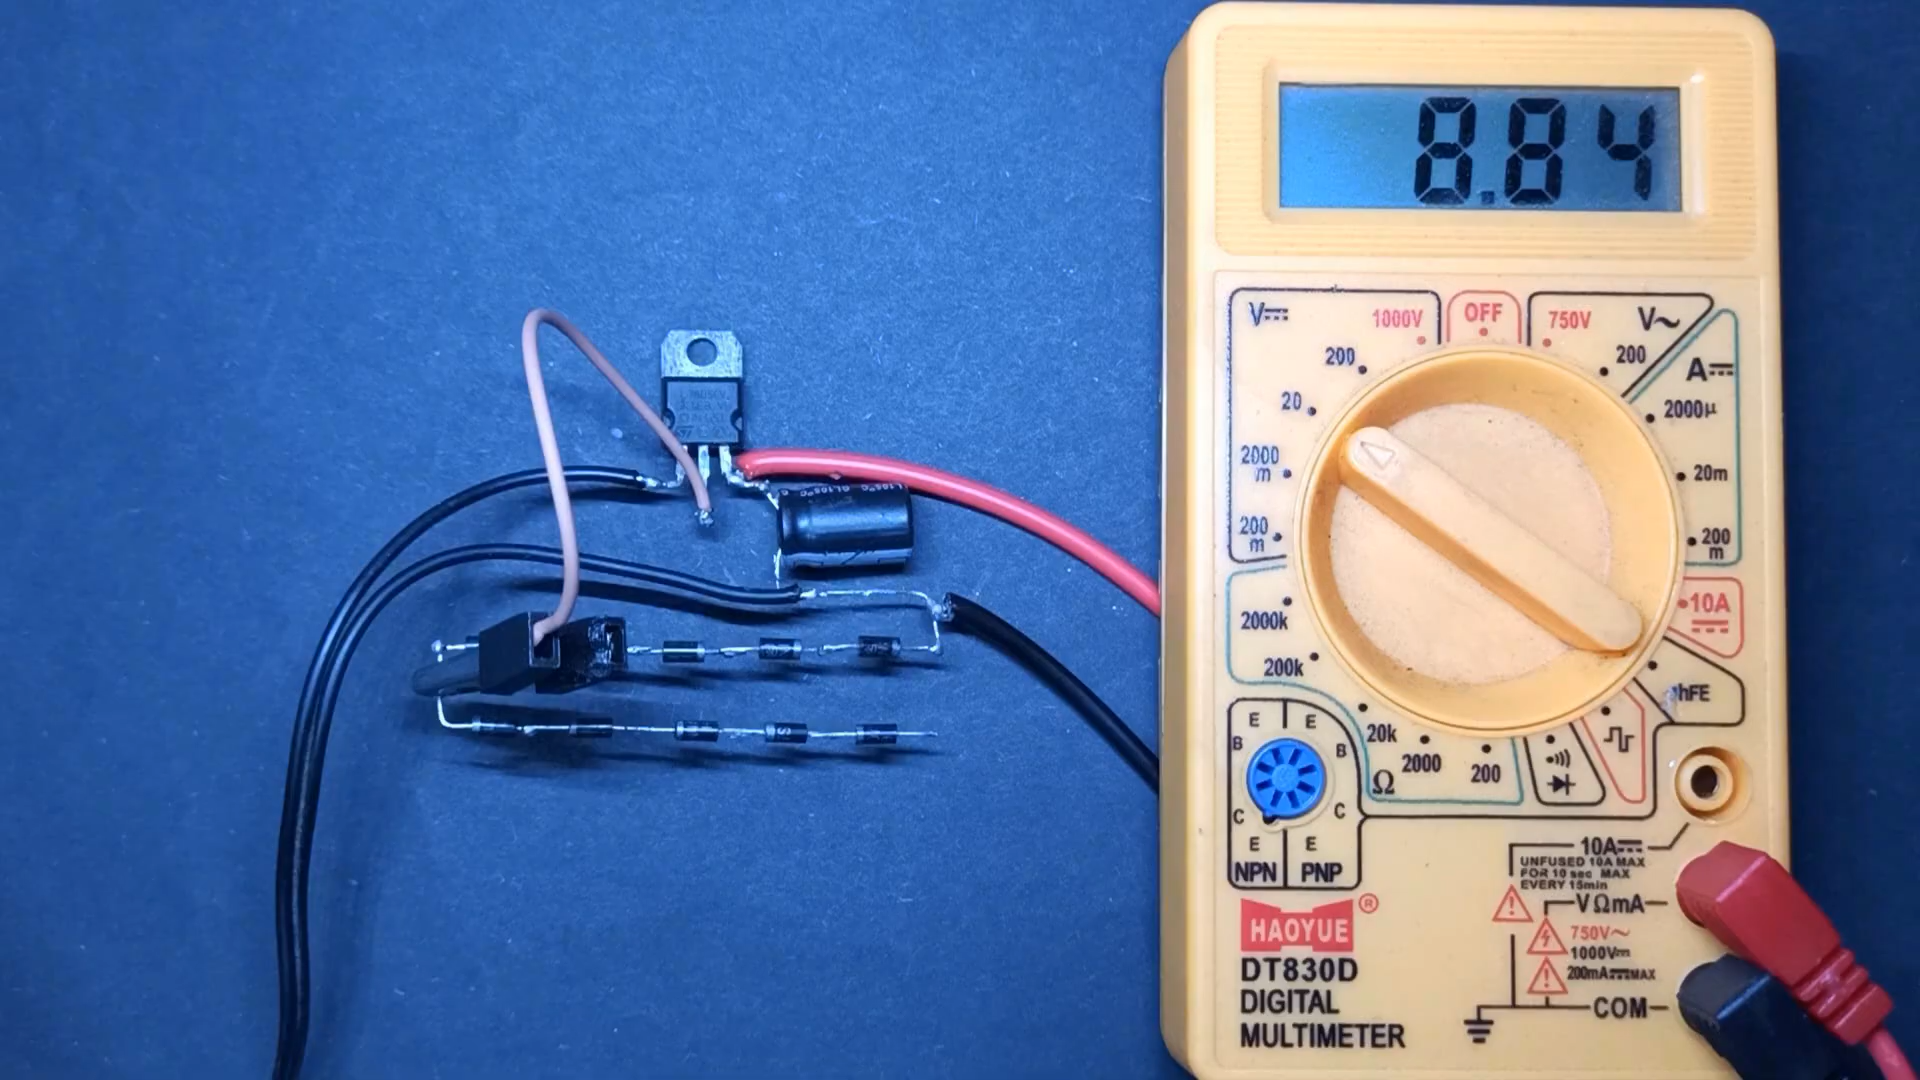 8.84
V⎓ 1000V OFF 750V V~
200 200
A⎓
20 2000µ
2000
m 20m
200
m 200
m
2000k 10A
200k hFE
20k
2000
200
Ω
E E
B B
C C
E E
NPN PNP
10A⎓
UNFUSED 10A MAX
FOR 10 sec MAX
EVERY 15min
VΩmA
HAOYUE ®
750V~
1000V⎓
200mA⎓MAX
DT830D
DIGITAL
MULTIMETER
COM